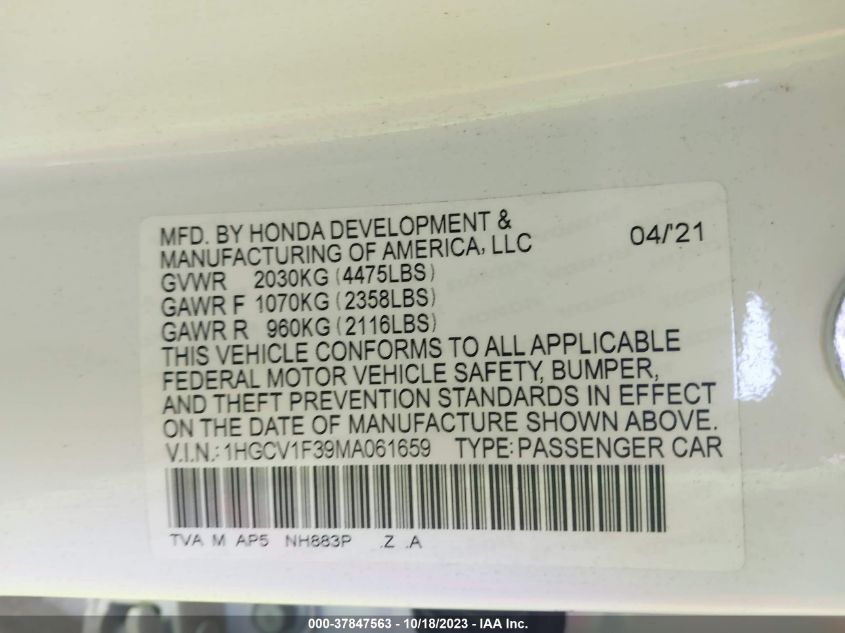 MFD. BY HONDA DEVELOPMENT &
MANUFACTURING OF AMERICA, LLC 04/'21
GVWR 2030KG (4475LBS)
GAWR F 1070KG (2358LBS)
GAWR R 960KG (2116LBS)
THIS VEHICLE CONFORMS TO ALL APPLICABLE
FEDERAL MOTOR VEHICLE SAFETY, BUMPER,
AND THEFT PREVENTION STANDARDS IN EFFECT
ON THE DATE OF MANUFACTURE SHOWN ABOVE.
V.I.N.: 1HGCV1F39MA061659 TYPE: PASSENGER CAR
TVA M AP5 NH883P .Z .A
000-37847563 - 10/18/2023 - IAA Inc.